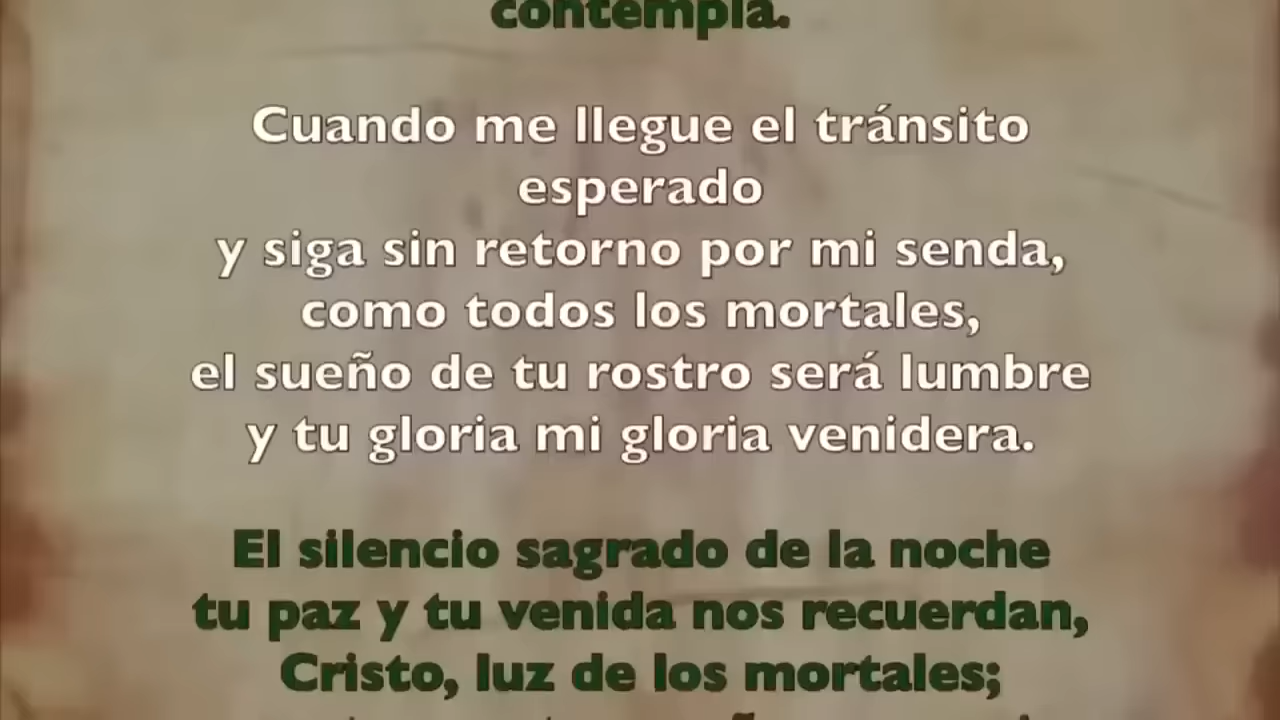 contempla.
Cuando me llegue el tránsito
esperado
y siga sin retorno por mi senda,
como todos los mortales,
el sueño de tu rostro será lumbre
y tu gloria mi gloria venidera.
El silencio sagrado de la noche
tu paz y tu venida nos recuerdan,
Cristo, luz de los mortales;